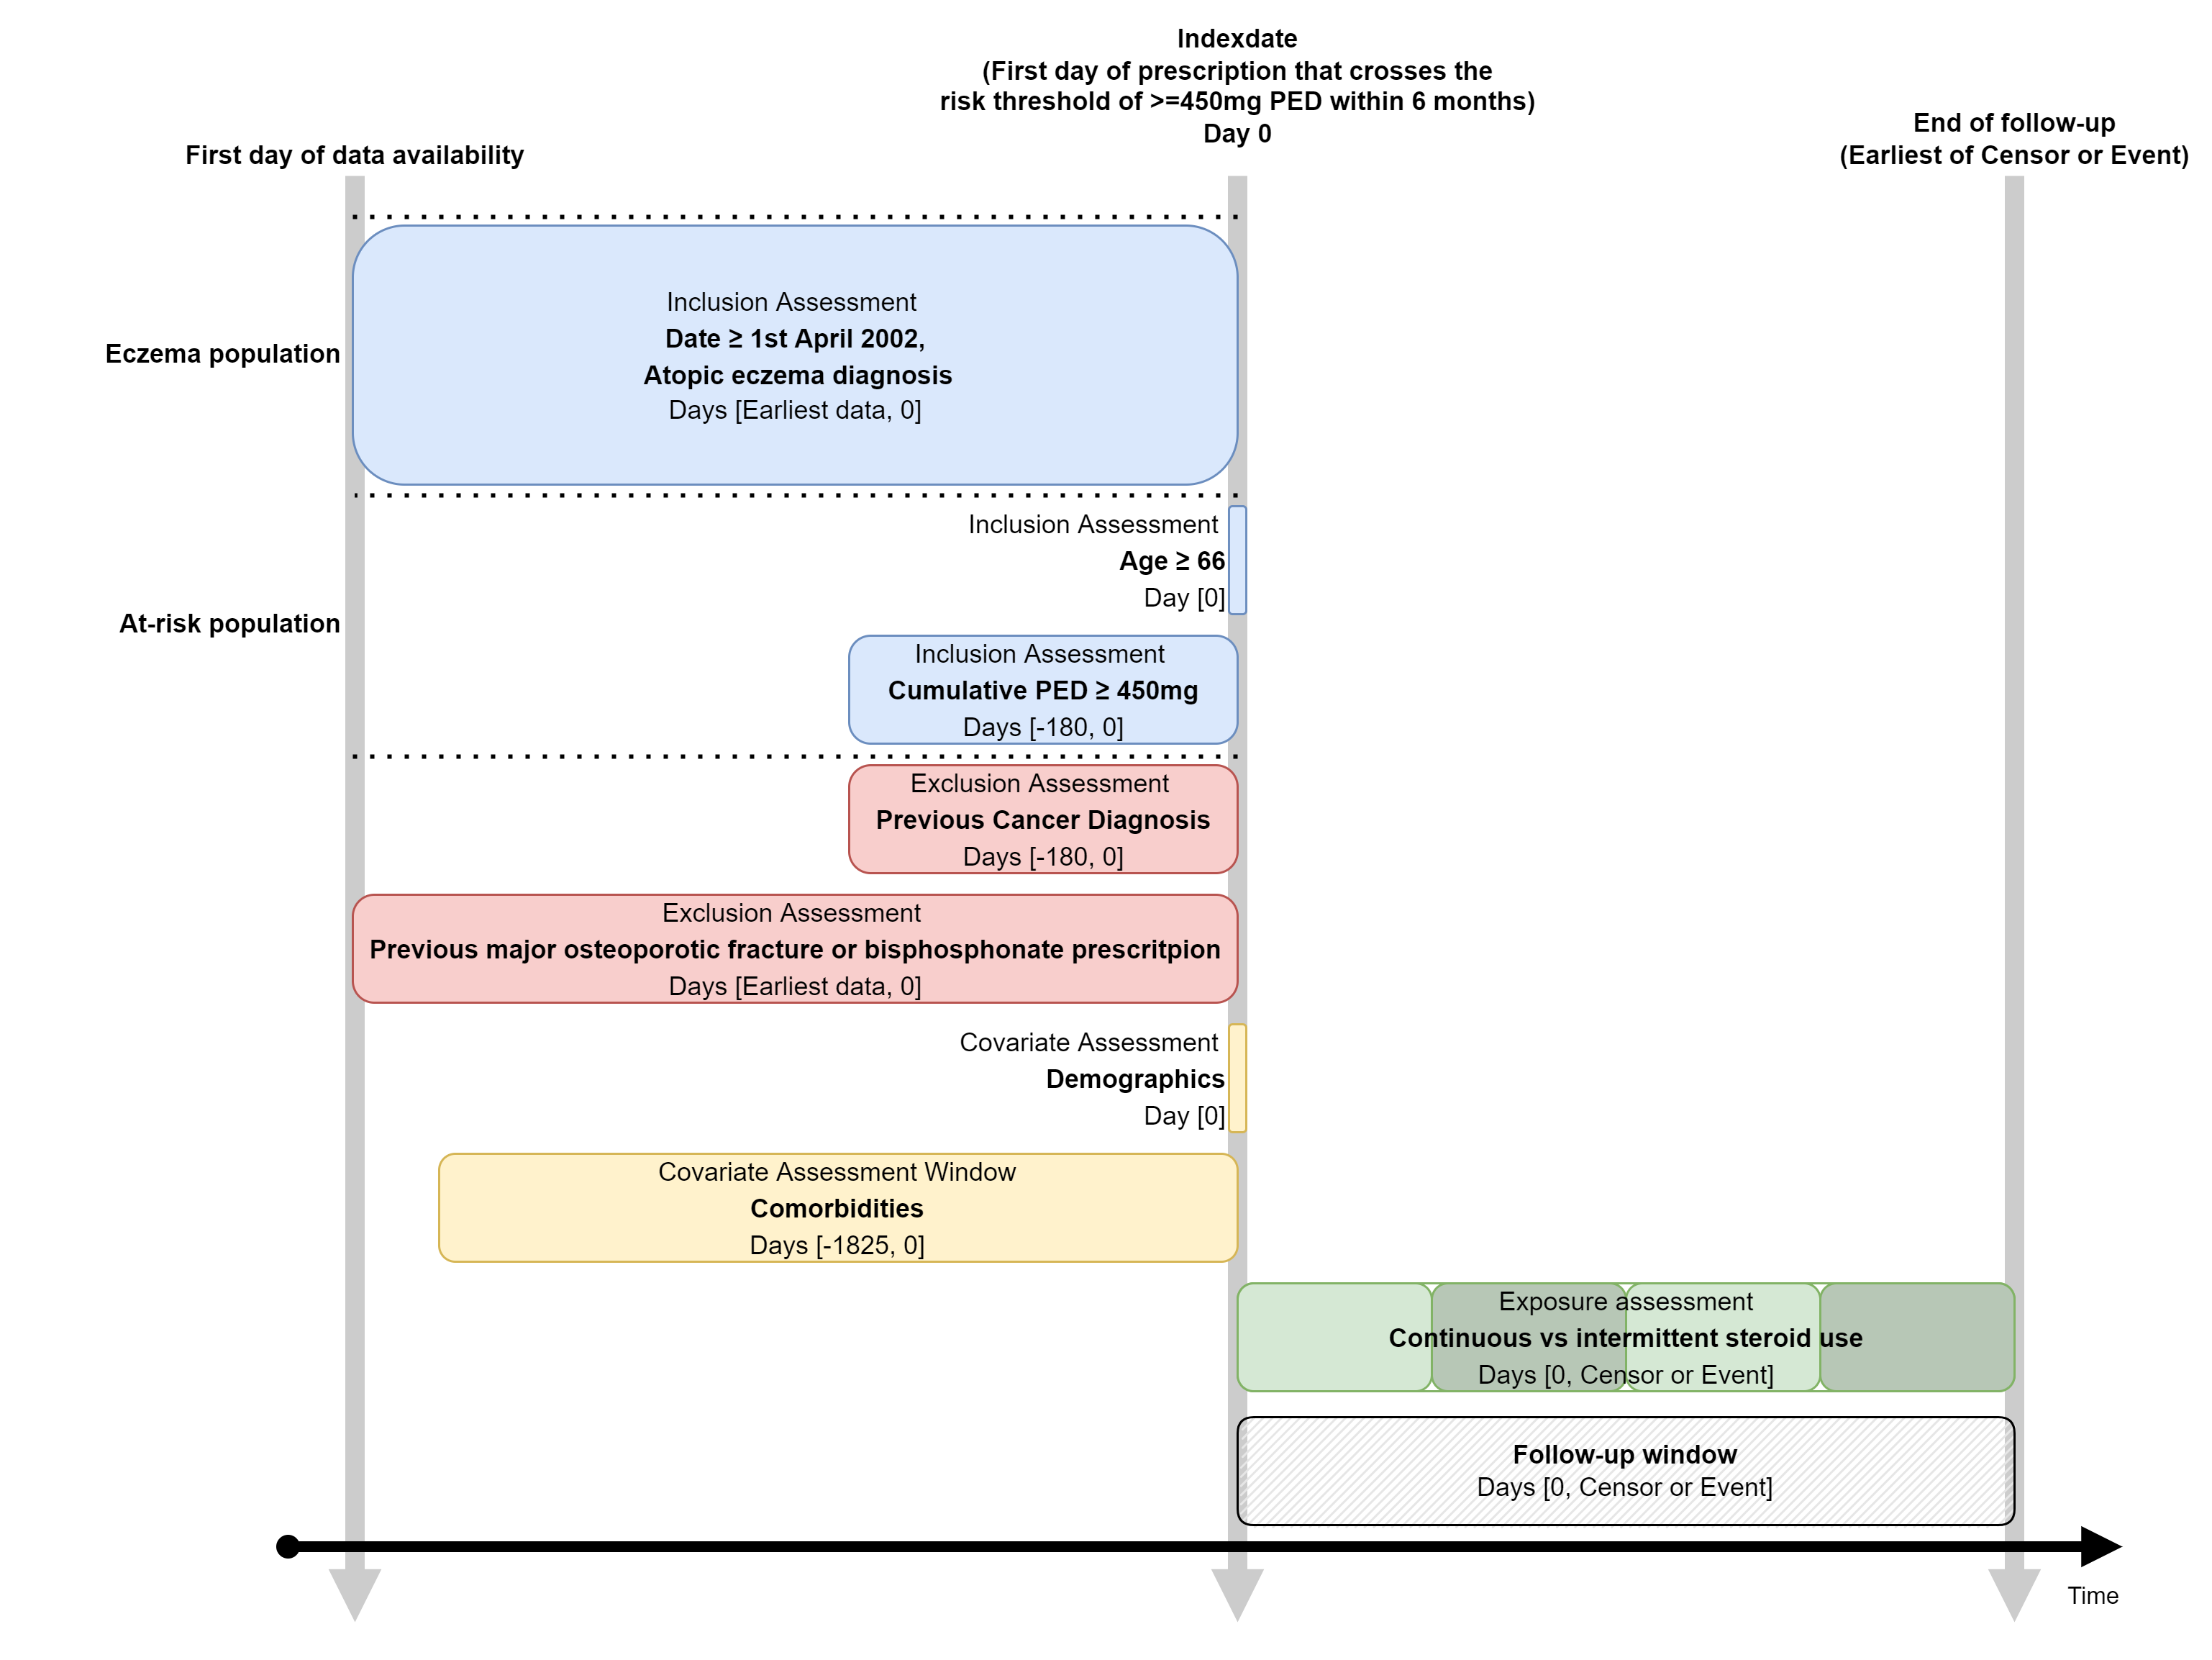 Indexdate
(First day of prescription that crosses the
risk threshold of >=450mg PED within 6 months)
Day 0
End of follow-up
(Earliest of Censor or Event)
First day of data availability
Eczema population
Inclusion Assessment
Date ≥ 1st April 2002,
Atopic eczema diagnosis
Days [Earliest data, 0]
At-risk population
Inclusion Assessment
Age ≥ 66
Day [0]
Inclusion Assessment
Cumulative PED ≥ 450mg
Days [-180, 0]
Exclusion Assessment
Previous Cancer Diagnosis
Days [-180, 0]
Exclusion Assessment
Previous major osteoporotic fracture or bisphosphonate prescritpion
Days [Earliest data, 0]
Covariate Assessment
Demographics
Day [0]
Covariate Assessment Window
Comorbidities
Days [-1825, 0]
Exposure assessment
Continuous vs intermittent steroid use
Days [0, Censor or Event]
Follow-up window
Days [0, Censor or Event]
Time